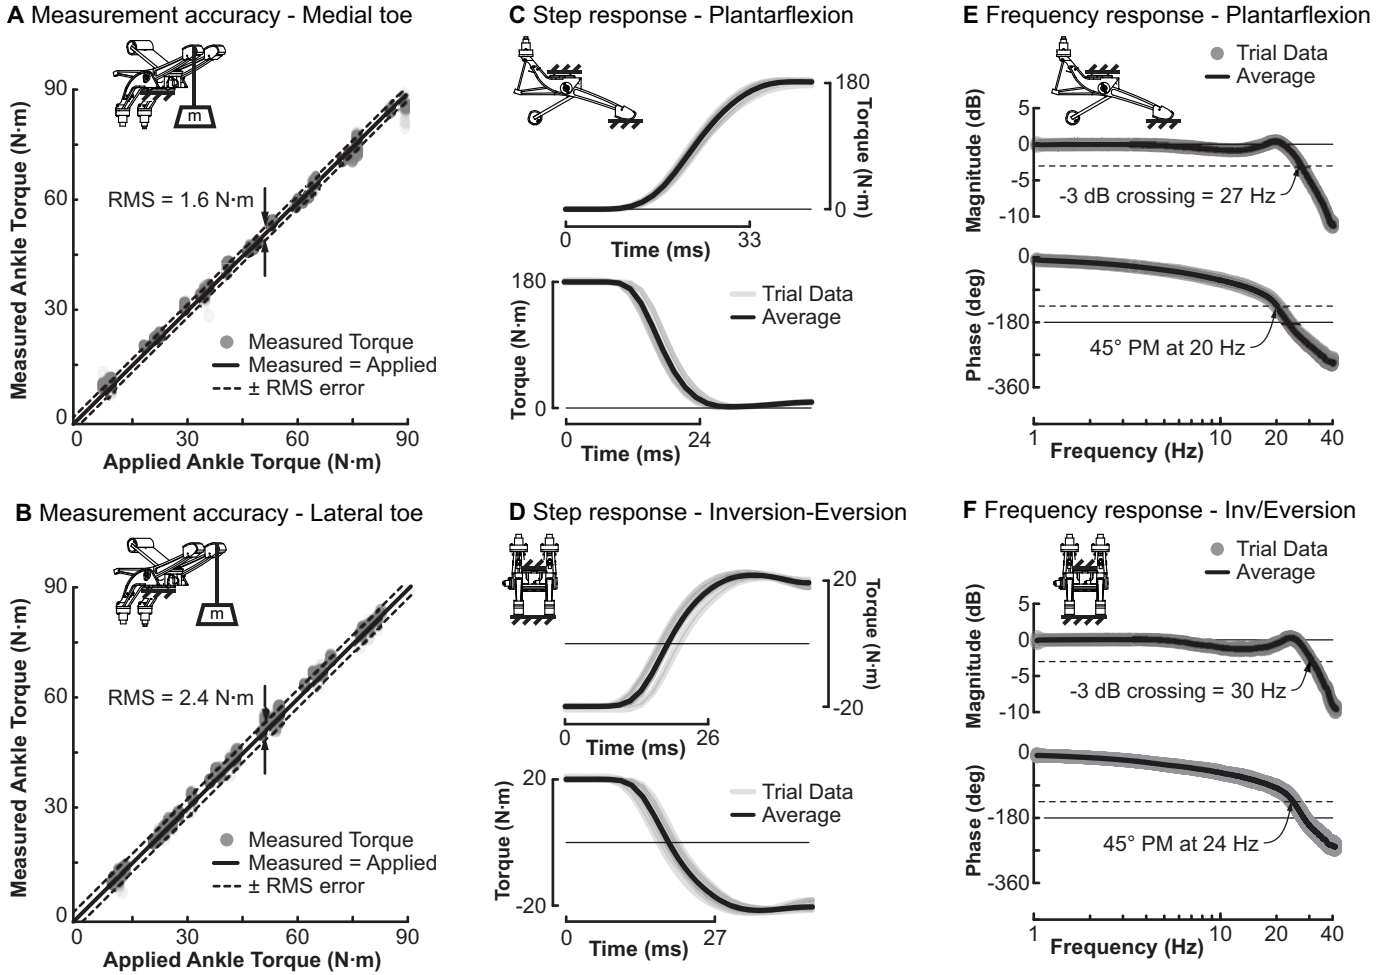 A Measurement accuracy - Medial toe
m
90
60
30
0
Measured Ankle Torque (N·m)
RMS = 1.6 N·m
Measured Torque
Measured = Applied
± RMS error
0 30 60 90
Applied Ankle Torque (N·m)
B Measurement accuracy - Lateral toe
m
90
60
30
0
Measured Ankle Torque (N·m)
RMS = 2.4 N·m
Measured Torque
Measured = Applied
± RMS error
0 30 60 90
Applied Ankle Torque (N·m)
C Step response - Plantarflexion
180
0
Torque (N·m)
0 33
Time (ms)
180
0
Torque (N·m)
Trial Data
Average
0 24
Time (ms)
D Step response - Inversion-Eversion
20
-20
Torque (N·m)
0 26
Time (ms)
20
-20
Torque (N·m)
Trial Data
Average
0 27
Time (ms)
E Frequency response - Plantarflexion
Trial Data
Average
5
0
-5
-10
Magnitude (dB)
-3 dB crossing = 27 Hz
0
-180
-360
Phase (deg)
45° PM at 20 Hz
1 10 20 40
Frequency (Hz)
F Frequency response - Inv/Eversion
Trial Data
Average
5
0
-5
-10
Magnitude (dB)
-3 dB crossing = 30 Hz
0
-180
-360
Phase (deg)
45° PM at 24 Hz
1 10 20 40
Frequency (Hz)